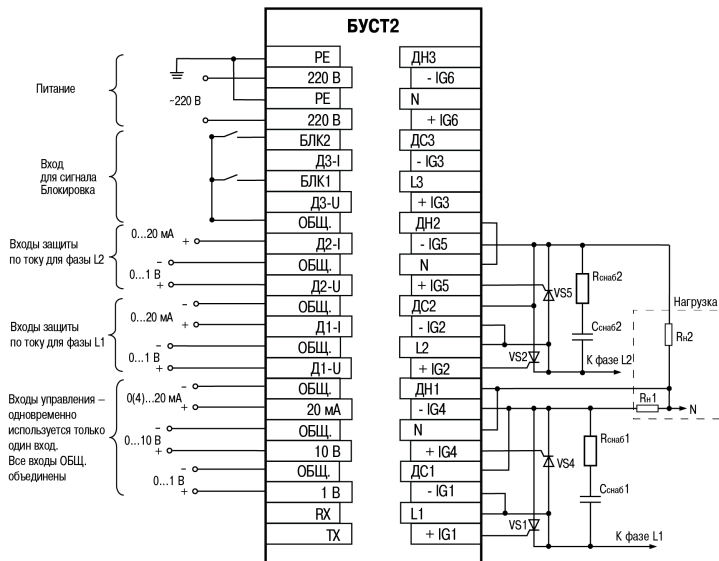 БУСТ2
Питание
~220 В
Вход
для сигнала
Блокировка
Входы защиты
по току для фазы L2
0...20 мА
+
–
0...1 В
+
Входы защиты
по току для фазы L1
–
0...20 мА
+
–
0...1 В
+
Входы управления –
одновременно
используется только
один вход.
Все входы ОБЩ.
объединены
–
0(4)...20 мА
+
–
0...10 В
+
–
0...1 В
+
PE
220 В
PE
220 В
БЛК2
Д3-I
БЛК1
Д3-U
ОБЩ.
Д2-I
ОБЩ.
Д2-U
ОБЩ.
Д1-I
ОБЩ.
Д1-U
ОБЩ.
20 мА
ОБЩ.
10 В
ОБЩ.
1 В
RX
TX
ДН3
- IG6
N
+ IG6
ДС3
- IG3
L3
+ IG3
ДН2
- IG5
N
+ IG5
ДС2
- IG2
L2
+ IG2
ДН1
- IG4
N
+ IG4
ДС1
- IG1
L1
+ IG1
VS5
Rснаб2
Cснаб2
VS2
К фазе L2
Нагрузка
Rн2
Rн1
N
VS4
Rснаб1
Cснаб1
VS1
К фазе L1